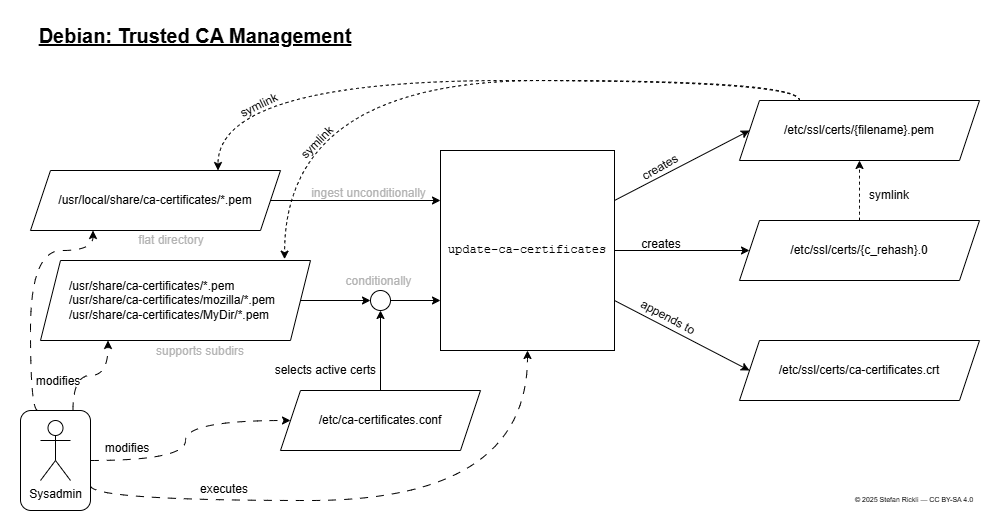 Debian: Trusted CA Management
symlink
symlink
/etc/ssl/certs/{filename}.pem
creates
/usr/local/share/ca-certificates/*.pem
ingest unconditionally
symlink
flat directory
update-ca-certificates
creates
/etc/ssl/certs/{c_rehash}.0
/usr/share/ca-certificates/*.pem
/usr/share/ca-certificates/mozilla/*.pem
/usr/share/ca-certificates/MyDir/*.pem
conditionally
supports subdirs
appends to
selects active certs
/etc/ssl/certs/ca-certificates.crt
modifies
/etc/ca-certificates.conf
modifies
Sysadmin
executes
© 2025 Stefan Rickli — CC BY-SA 4.0